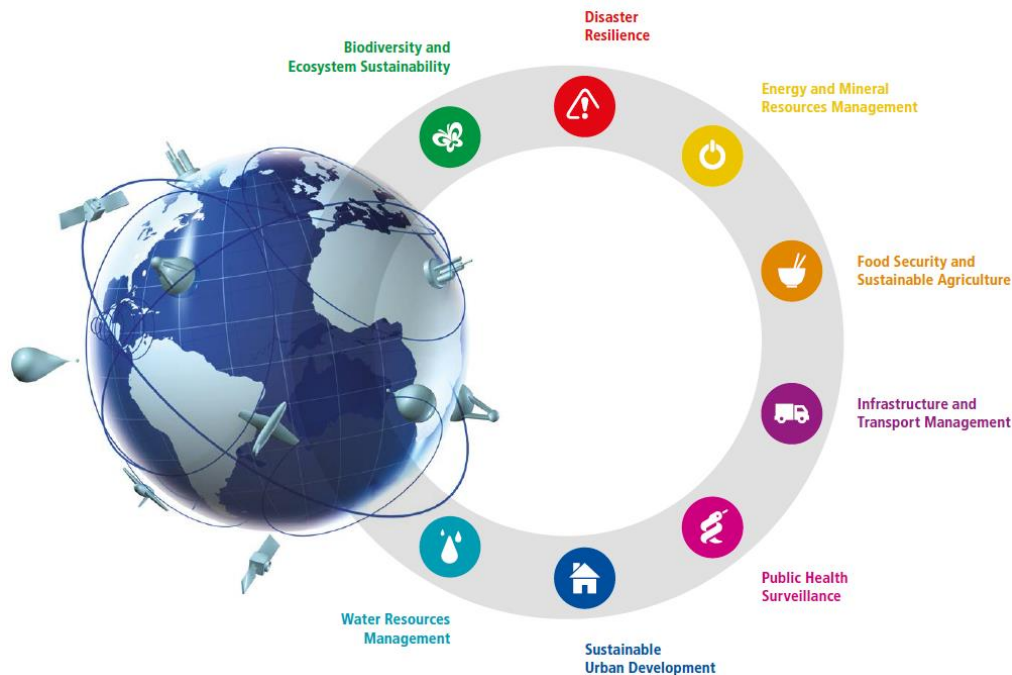 Disaster
Resilience
Biodiversity and
Ecosystem Sustainability
Energy and Mineral
Resources Management
Food Security and
Sustainable Agriculture
Infrastructure and
Transport Management
Public Health
Surveillance
Water Resources
Management
Sustainable
Urban Development